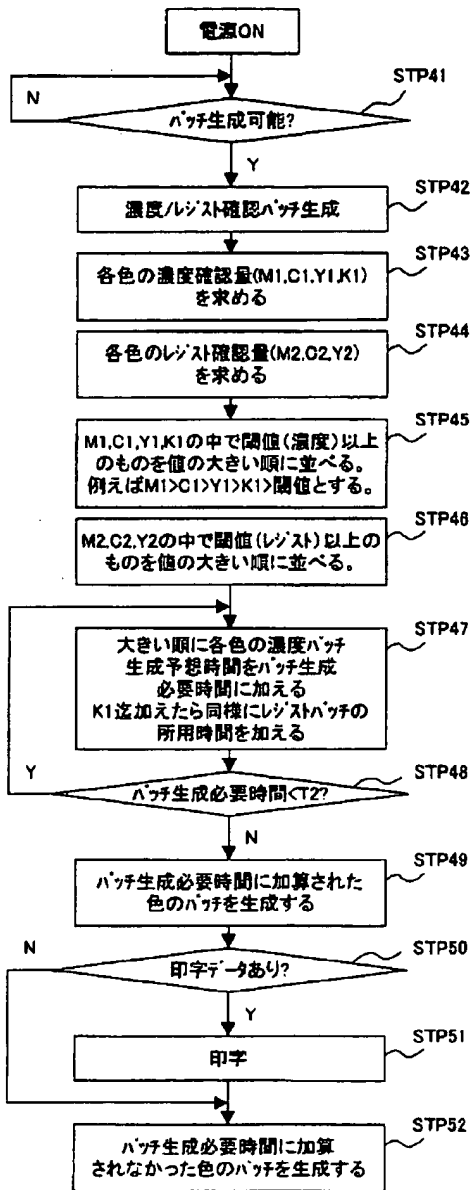 電源ON
STP41
N
パッチ生成可能?
Y
STP42
濃度/レジスト確認パッチ生成
STP43
各色の濃度確認量(M1,C1,Y1,K1)
を求める
STP44
各色のレジスト確認量(M2,C2,Y2)
を求める
STP45
M1,C1,Y1,K1の中で閾値(濃度)以上
のものを値の大きい順に並べる。
例えばM1>C1>Y1>K1>閾値とする。
STP46
M2,C2,Y2の中で閾値(レジスト)以上の
ものを値の大きい順に並べる。
STP47
大きい順に各色の濃度パッチ
生成予想時間をパッチ生成
必要時間に加える
K1迄加えたら同様にレジストパッチの
所用時間を加える
Y
STP48
パッチ生成必要時間<T2?
N
STP49
パッチ生成必要時間に加算された
色のパッチを生成する
N
STP50
印字データあり?
Y
STP51
印字
STP52
パッチ生成必要時間に加算
されなかった色のパッチを生成する